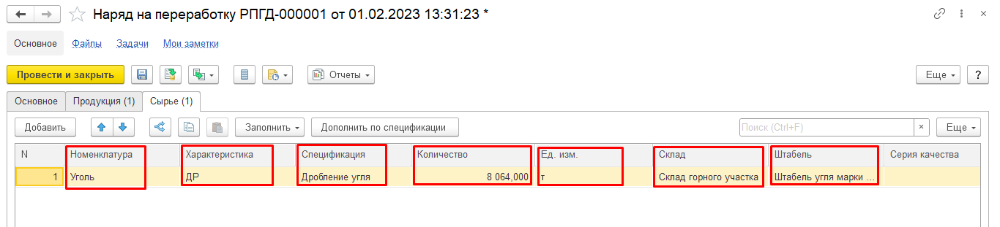 Наряд на переработку РПГД-000001 от 01.02.2023 13:31:23 *
Основное Файлы Задачи Мои заметки
Провести и закрыть Отчеты Еще ?
Основное Продукция (1) Сырье (1)
Добавить Заполнить Дополнить по спецификации Поиск (Ctrl+F) × Еще
N Номенклатура Характеристика Спецификация Количество Ед. изм. Склад Штабель Серия качества
1 Уголь ДР Дробление угля 8 064,000 т Склад горного участка Штабель угля марки ...